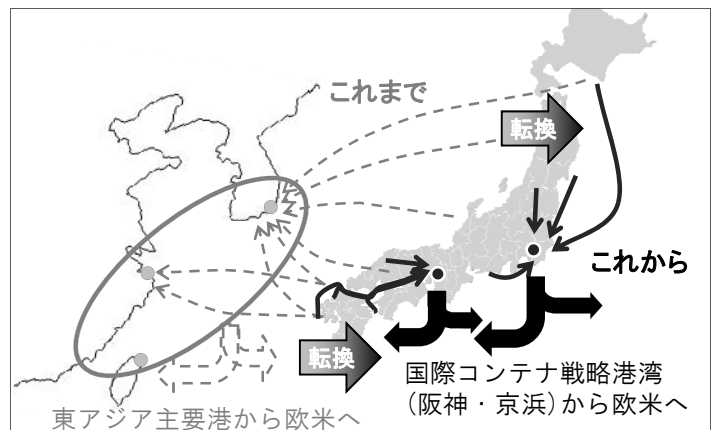 これまで
転換
これから
転換
国際コンテナ戦略港湾
（阪神・京浜）から欧米へ
東アジア主要港から欧米へ